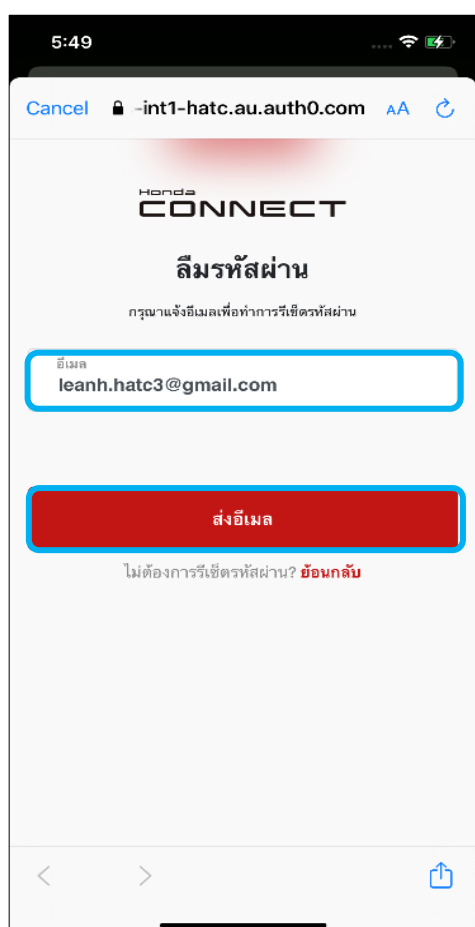 5:49
Cancel -int1-hatc.au.auth0.com AA
Honda
CONNECT
ลืมรหัสผ่าน
กรุณาแจ้งอีเมลเพื่อทำการรีเซ็ตรหัสผ่าน
อีเมล
leanh.hatc3@gmail.com
ส่งอีเมล
ไม่ต้องการรีเซ็ตรหัสผ่าน? ย้อนกลับ